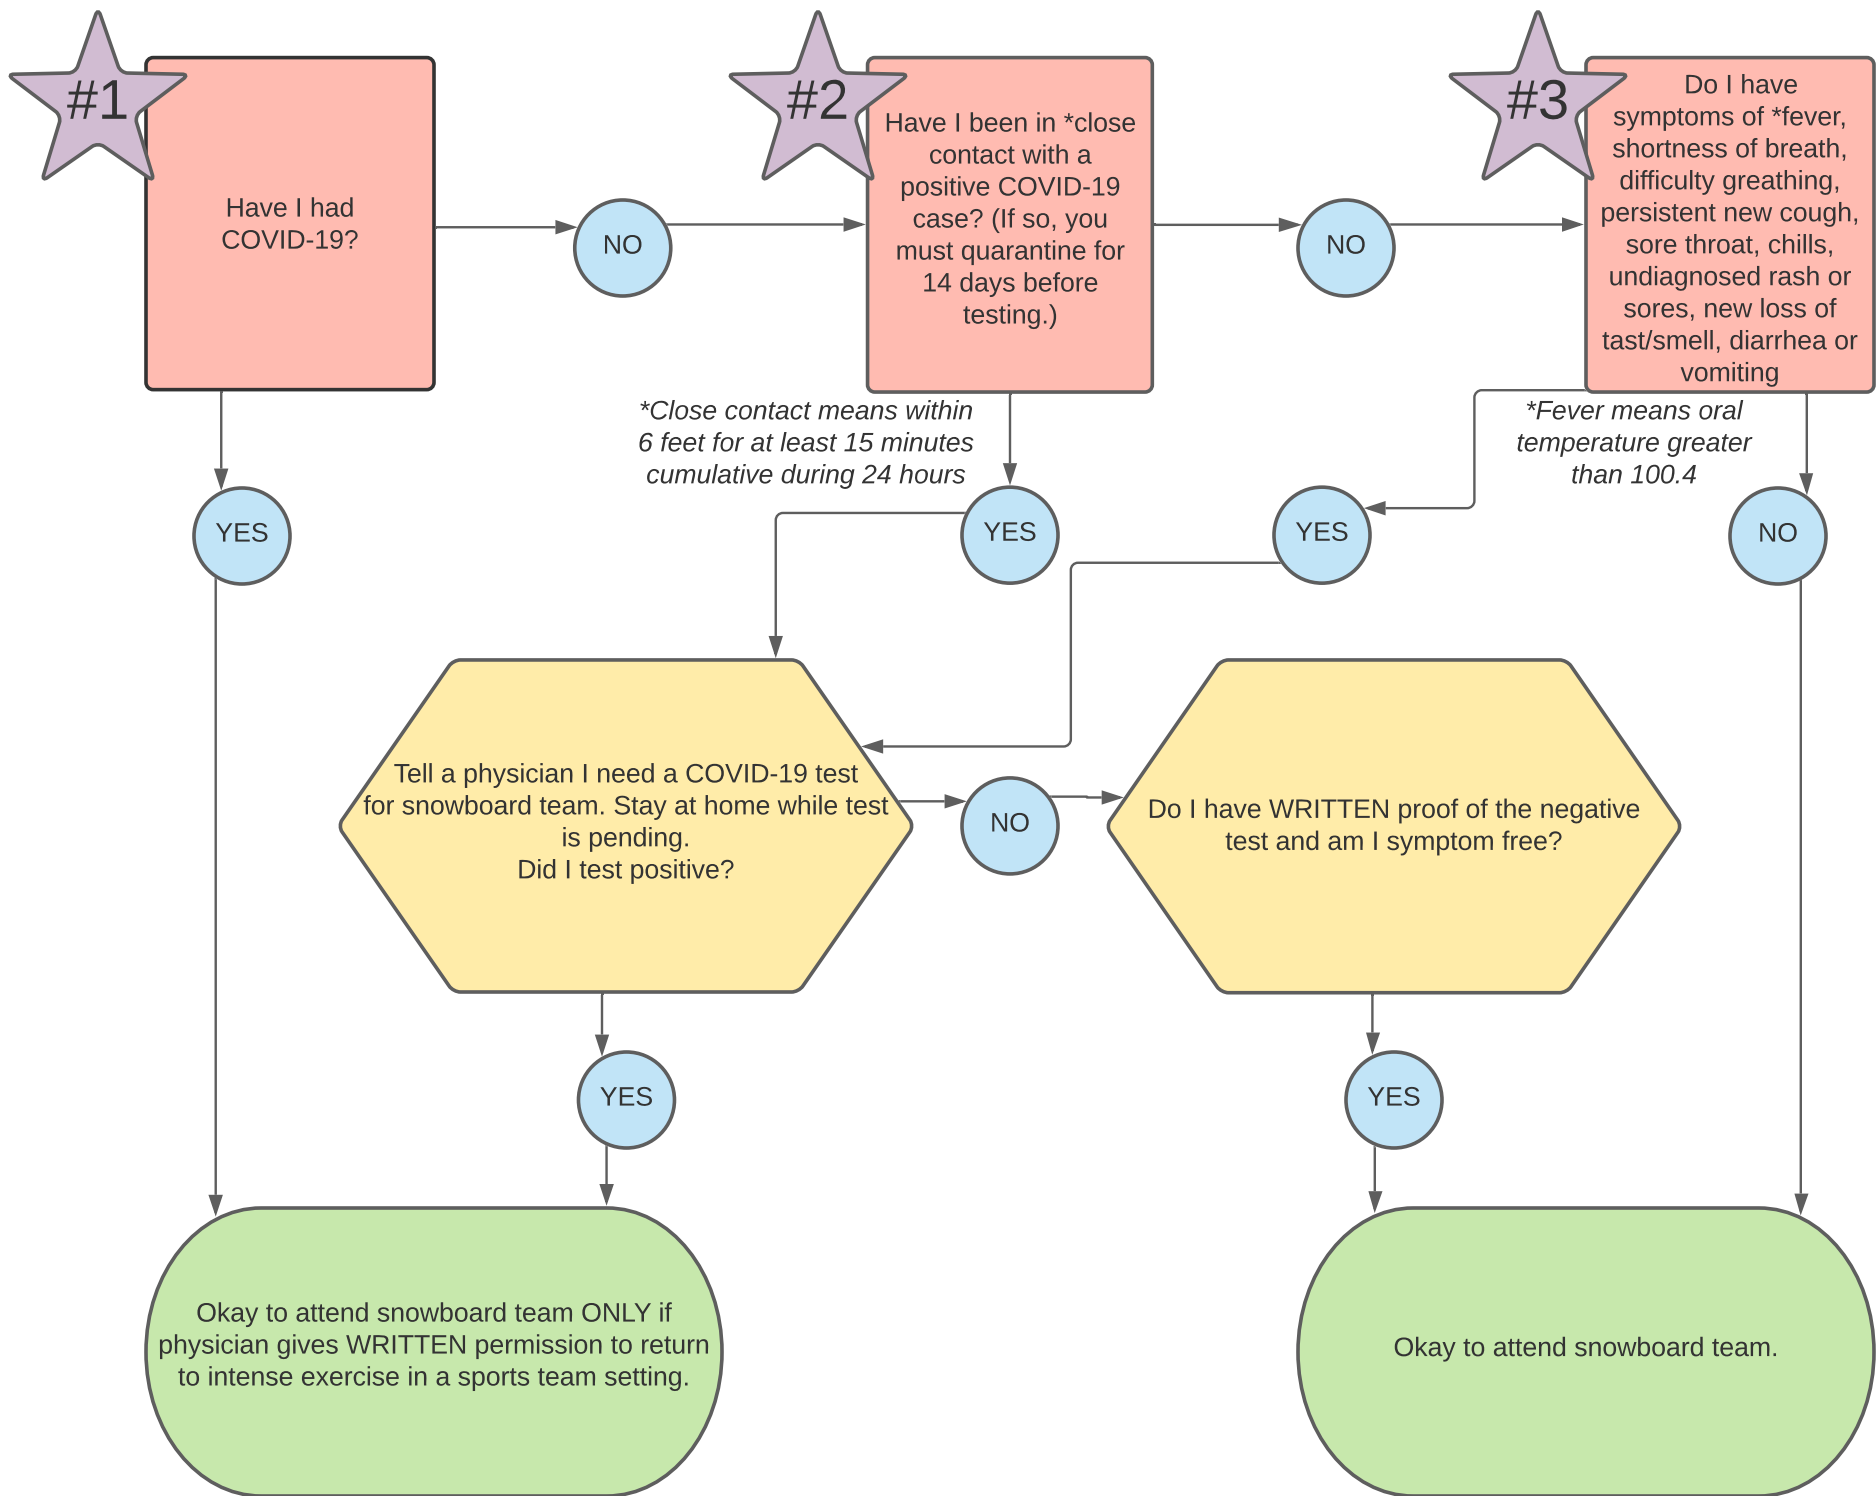 #1
Have I had
COVID-19?
NO
#2
Have I been in *close
contact with a
positive COVID-19
case? (If so, you
must quarantine for
14 days before
testing.)
NO
#3
Do I have
symptoms of *fever,
shortness of breath,
difficulty greathing,
persistent new cough,
sore throat, chills,
undiagnosed rash or
sores, new loss of
tast/smell, diarrhea or
vomiting
*Close contact means within
6 feet for at least 15 minutes
cumulative during 24 hours
*Fever means oral
temperature greater
than 100.4
YES
YES
YES
NO
Tell a physician I need a COVID-19 test
for snowboard team. Stay at home while test
is pending.
Did I test positive?
NO
Do I have WRITTEN proof of the negative
test and am I symptom free?
YES
YES
Okay to attend snowboard team ONLY if
physician gives WRITTEN permission to return
to intense exercise in a sports team setting.
Okay to attend snowboard team.